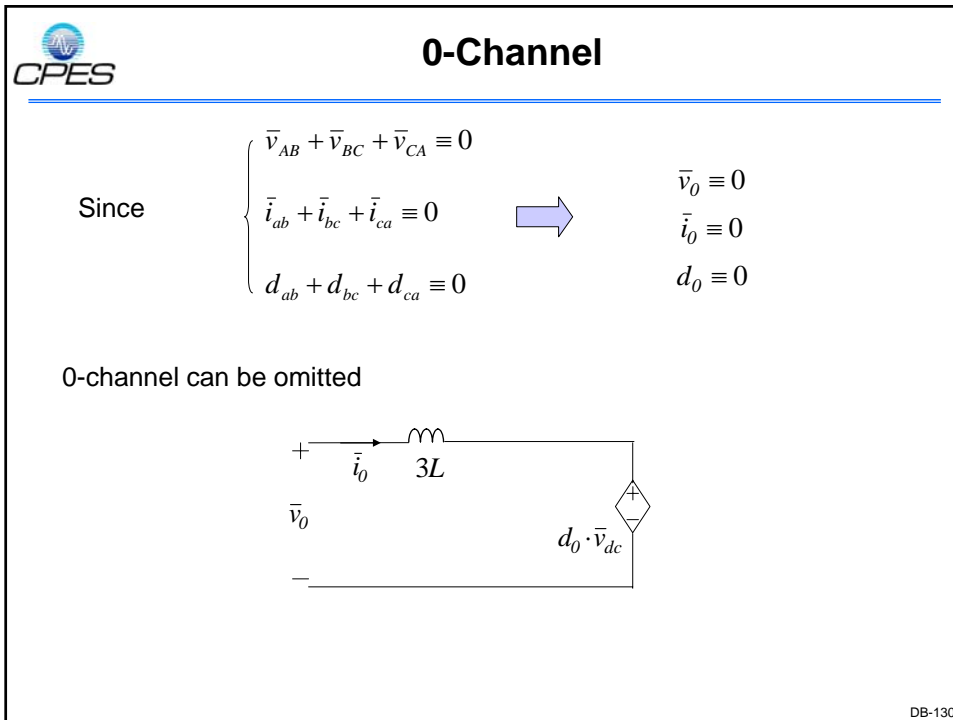 CPES
0-Channel
Since
v̄_AB + v̄_BC + v̄_CA ≡ 0
ī_ab + ī_bc + ī_ca ≡ 0
d_ab + d_bc + d_ca ≡ 0
v̄_0 ≡ 0
ī_0 ≡ 0
d_0 ≡ 0
0-channel can be omitted
+
ī_0
3L
v̄_0
+
−
d_0 · v̄_dc
−
DB-130